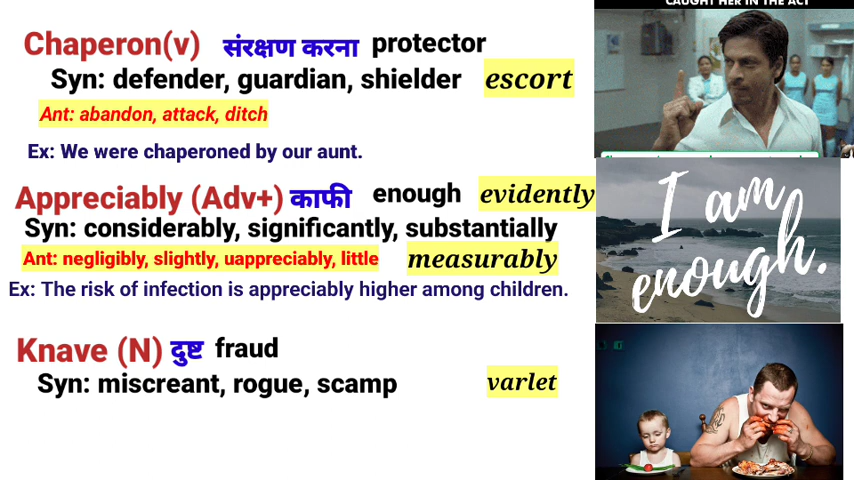 CAUGHT HER IN THE ACT
Chaperon(v) संरक्षण करना protector
Syn: defender, guardian, shielder escort
Ant: abandon, attack, ditch
Ex: We were chaperoned by our aunt.
Appreciably (Adv+) काफी enough evidently
Syn: considerably, significantly, substantially
Ant: negligibly, slightly, uappreciably, little measurably
Ex: The risk of infection is appreciably higher among children.
I am
enough.
Knave (N) दुष्ट fraud
Syn: miscreant, rogue, scamp varlet